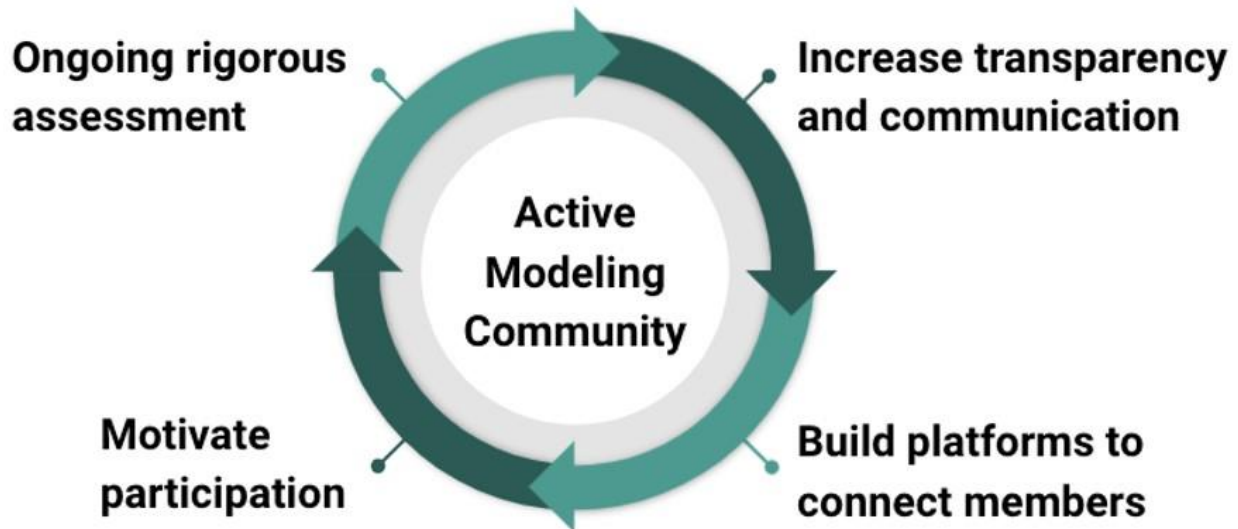 Ongoing rigorous
assessment
Increase transparency
and communication
Active
Modeling
Community
Motivate
participation
Build platforms to
connect members